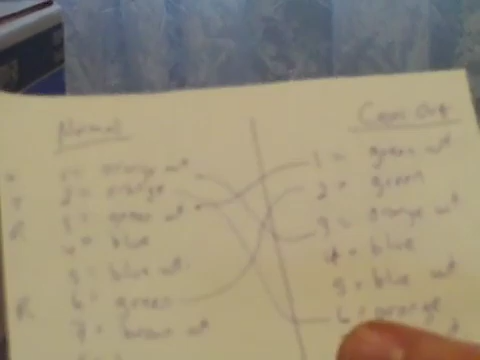 Normal
1 = orange wt
2 = orange
3 = green wt
4 = blue
5 = blue wt
6 = green
7 = brown wt
Cross Out
1 = green wt
2 = green
3 = orange wt
4 = blue
5 = blue wt
6 = orange